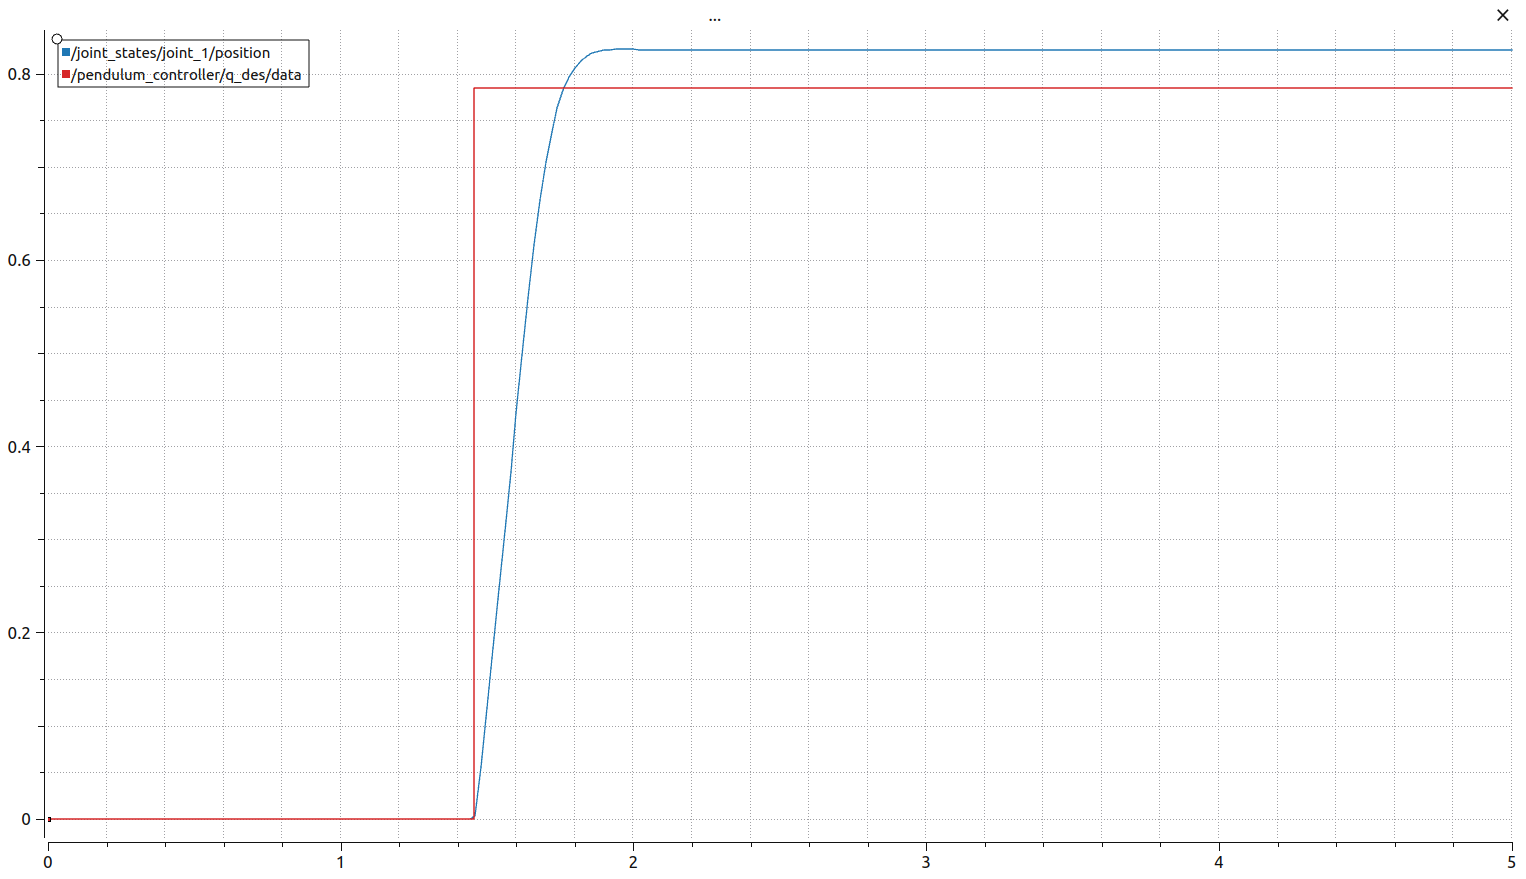 ...
/joint_states/joint_1/position
/pendulum_controller/q_des/data
0.8
0.6
0.4
0.2
0
0 1 2 3 4 5